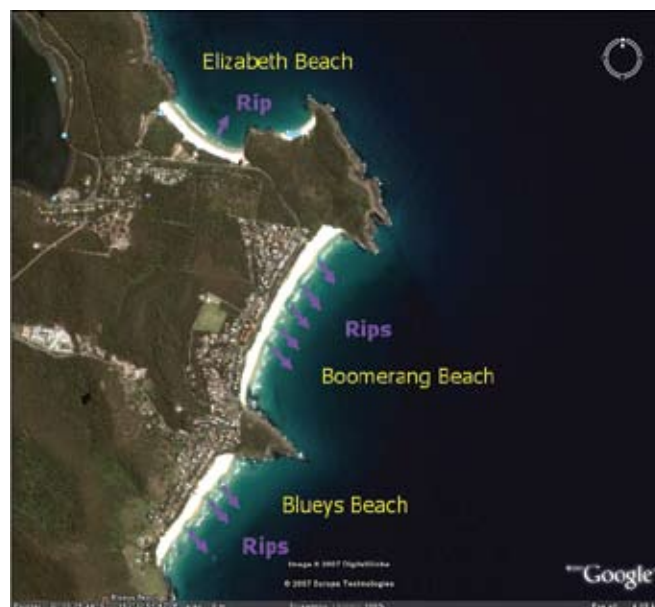 Elizabeth Beach
Rip
Rips
Boomerang Beach
Blueys Beach
Rips
Image © 2007 DigitalGlobe
© 2007 Europa Technologies
Google